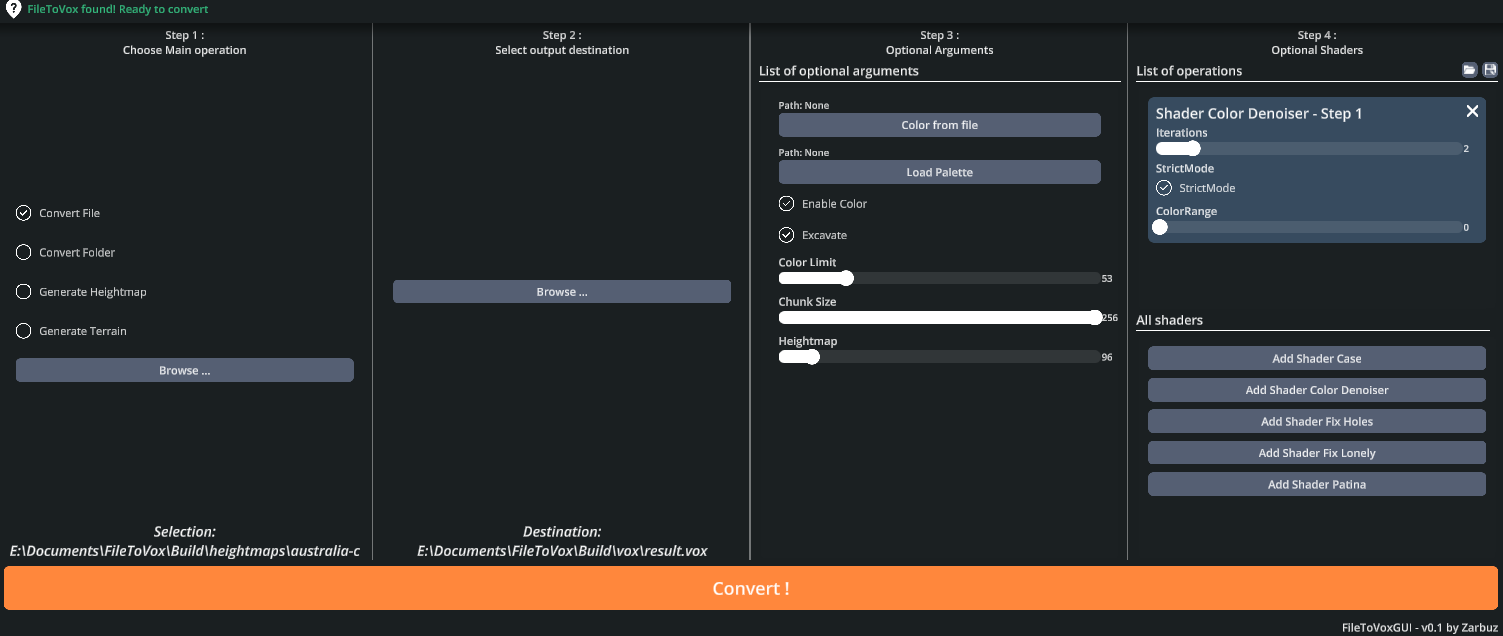 FileToVox found! Ready to convert
Step 1 :
Choose Main operation
Convert File
Convert Folder
Generate Heightmap
Generate Terrain
Browse ...
Selection:
E:\Documents\FileToVox\Build\heightmaps\australia-c
Step 2 :
Select output destination
Browse ...
Destination:
E:\Documents\FileToVox\Build\vox\result.vox
Step 3 :
Optional Arguments
List of optional arguments
Path: None
Color from file
Path: None
Load Palette
Enable Color
Excavate
Color Limit
53
Chunk Size
256
Heightmap
96
Step 4 :
Optional Shaders
List of operations
Shader Color Denoiser - Step 1
Iterations
2
StrictMode
StrictMode
ColorRange
0
All shaders
Add Shader Case
Add Shader Color Denoiser
Add Shader Fix Holes
Add Shader Fix Lonely
Add Shader Patina
Convert !
FileToVoxGUI - v0.1 by Zarbuz